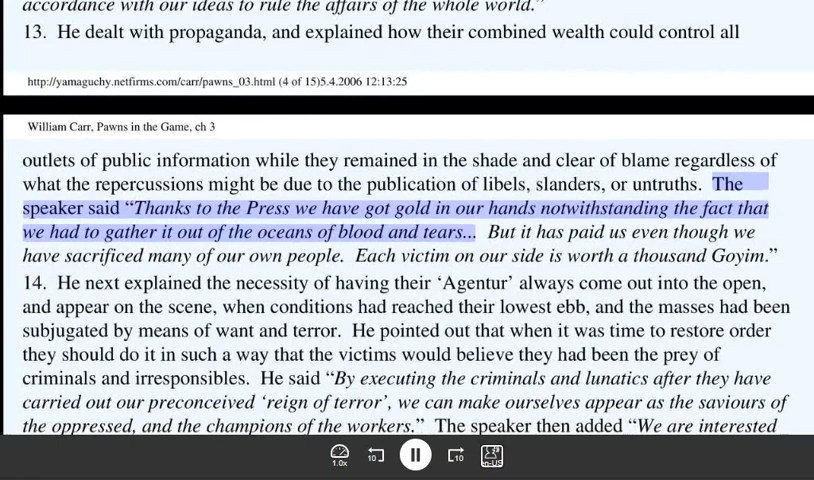 accordance with our ideas to rule the affairs of the whole world.”
13. He dealt with propaganda, and explained how their combined wealth could control all
http://yamaguchy.netfirms.com/carr/pawns_03.html (4 of 15)5.4.2006 12:13:25
William Carr, Pawns in the Game, ch 3
outlets of public information while they remained in the shade and clear of blame regardless of
what the repercussions might be due to the publication of libels, slanders, or untruths. The
speaker said “Thanks to the Press we have got gold in our hands notwithstanding the fact that
we had to gather it out of the oceans of blood and tears... But it has paid us even though we
have sacrificed many of our own people. Each victim on our side is worth a thousand Goyim.”
14. He next explained the necessity of having their ‘Agentur’ always come out into the open,
and appear on the scene, when conditions had reached their lowest ebb, and the masses had been
subjugated by means of want and terror. He pointed out that when it was time to restore order
they should do it in such a way that the victims would believe they had been the prey of
criminals and irresponsibles. He said “By executing the criminals and lunatics after they have
carried out our preconceived ‘reign of terror’, we can make ourselves appear as the saviours of
the oppressed, and the champions of the workers.” The speaker then added “We are interested
1.0x 10 10 en-US